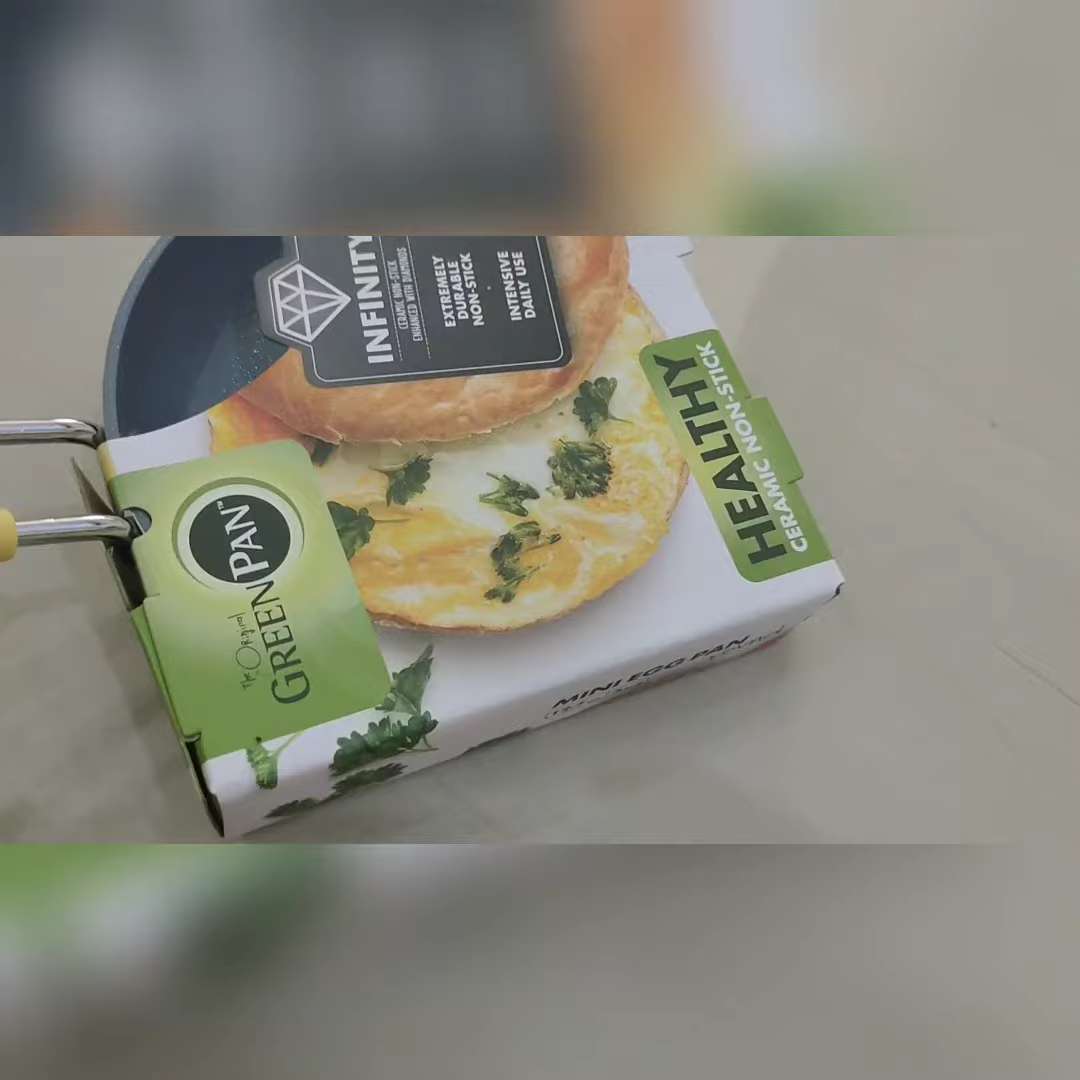 INFINITY
CERAMIC NON-STICK
ENHANCED WITH DIAMONDS
EXTREMELY
DURABLE
NON-STICK
INTENSIVE
DAILY USE
HEALTHY
CERAMIC NON-STICK
The Original
GREENPAN™
MINI EGG PAN